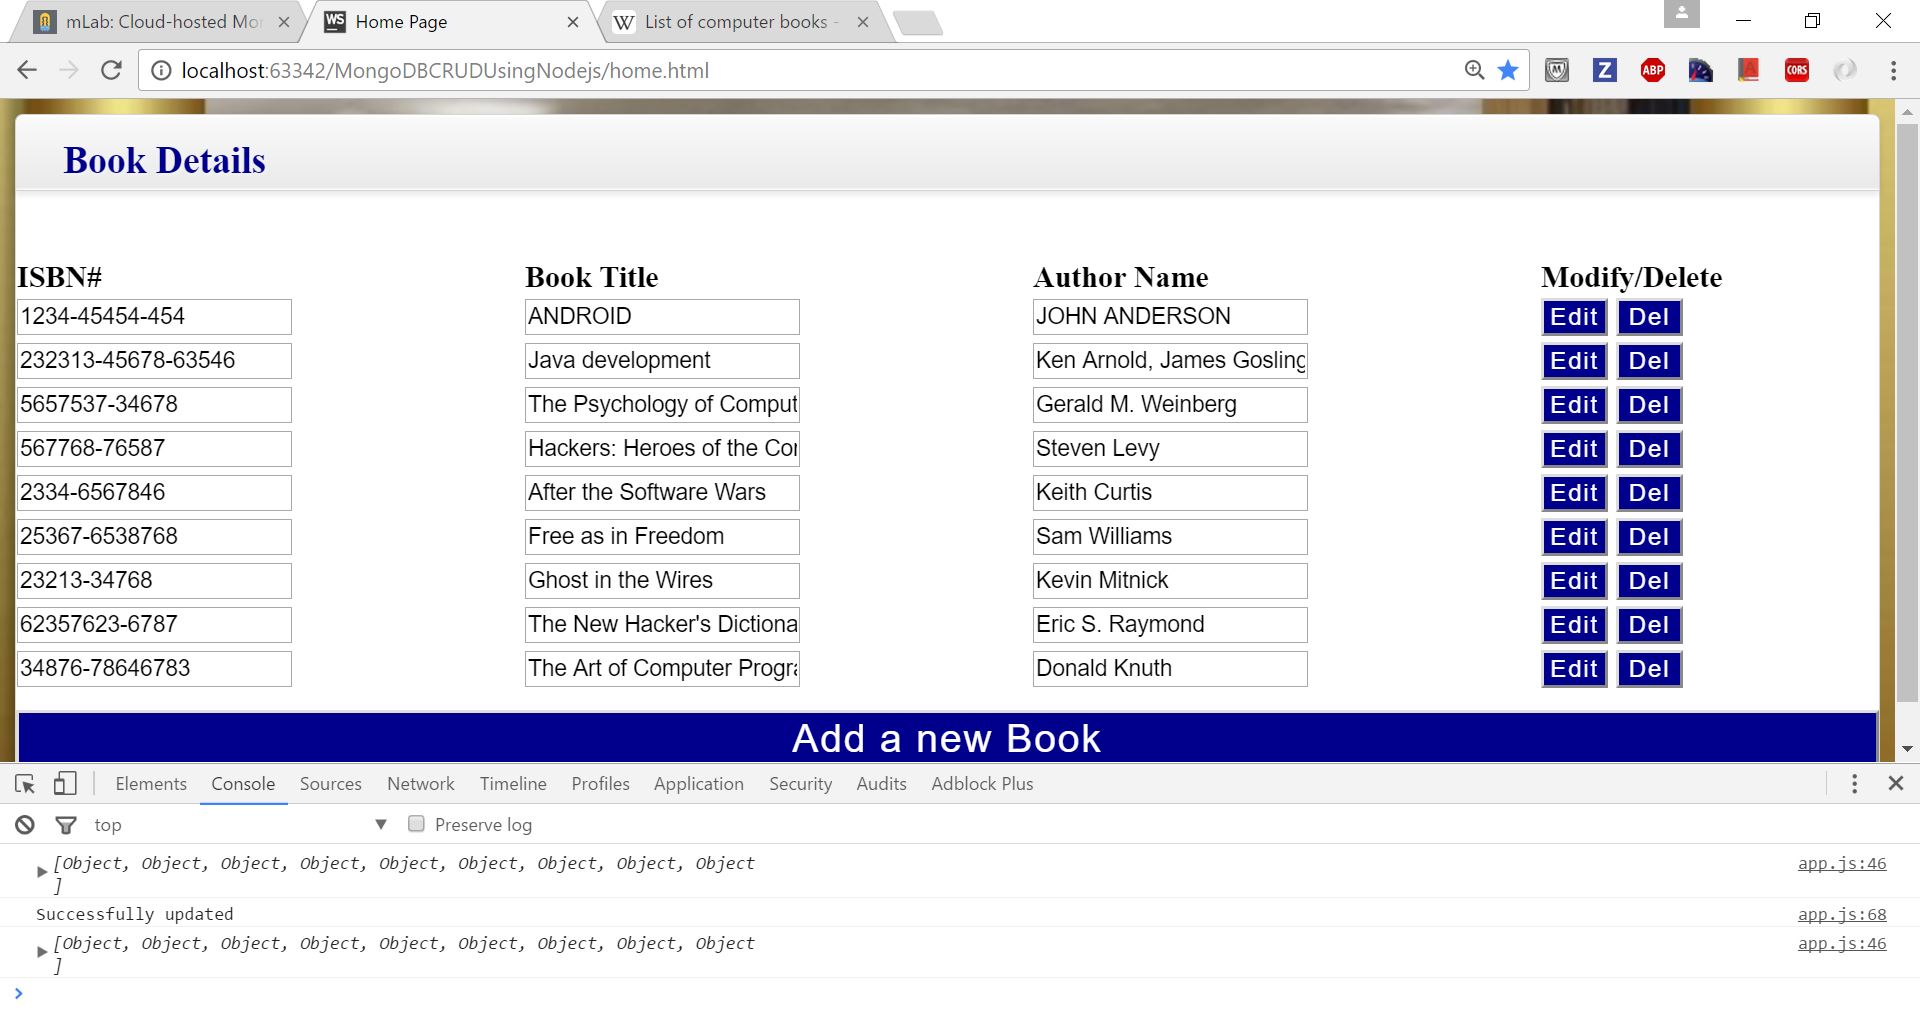 mLab: Cloud-hosted Mon
WS Home Page
W List of computer books -
localhost:63342/MongoDBCRUDUsingNodejs/home.html
Z ABP CORS
Book Details
ISBN# Book Title Author Name Modify/Delete
1234-45454-454 ANDROID JOHN ANDERSON Edit Del
232313-45678-63546 Java development Ken Arnold, James Gosling Edit Del
5657537-34678 The Psychology of Comput Gerald M. Weinberg Edit Del
567768-76587 Hackers: Heroes of the Cor Steven Levy Edit Del
2334-6567846 After the Software Wars Keith Curtis Edit Del
25367-6538768 Free as in Freedom Sam Williams Edit Del
23213-34768 Ghost in the Wires Kevin Mitnick Edit Del
62357623-6787 The New Hacker's Dictiona Eric S. Raymond Edit Del
34876-78646783 The Art of Computer Progra Donald Knuth Edit Del
Add a new Book
Elements Console Sources Network Timeline Profiles Application Security Audits Adblock Plus
top Preserve log
[Object, Object, Object, Object, Object, Object, Object, Object, Object app.js:46
]
Successfully updated app.js:68
[Object, Object, Object, Object, Object, Object, Object, Object, Object app.js:46
]